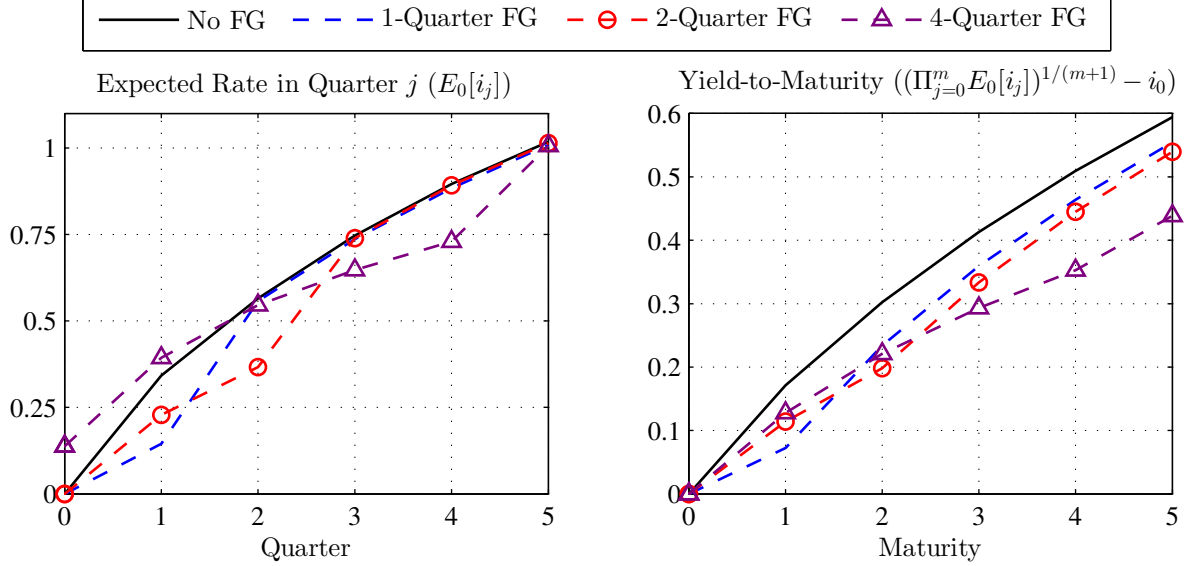 No FG 1-Quarter FG 2-Quarter FG 4-Quarter FG
Expected Rate in Quarter j (E₀[iⱼ])
1
0.75
0.5
0.25
0
0 1 2 3 4 5
Quarter
Yield-to-Maturity ((Πᵐⱼ₌₀E₀[iⱼ])^{1/(m+1)} − i₀)
0.6
0.5
0.4
0.3
0.2
0.1
0
0 1 2 3 4 5
Maturity